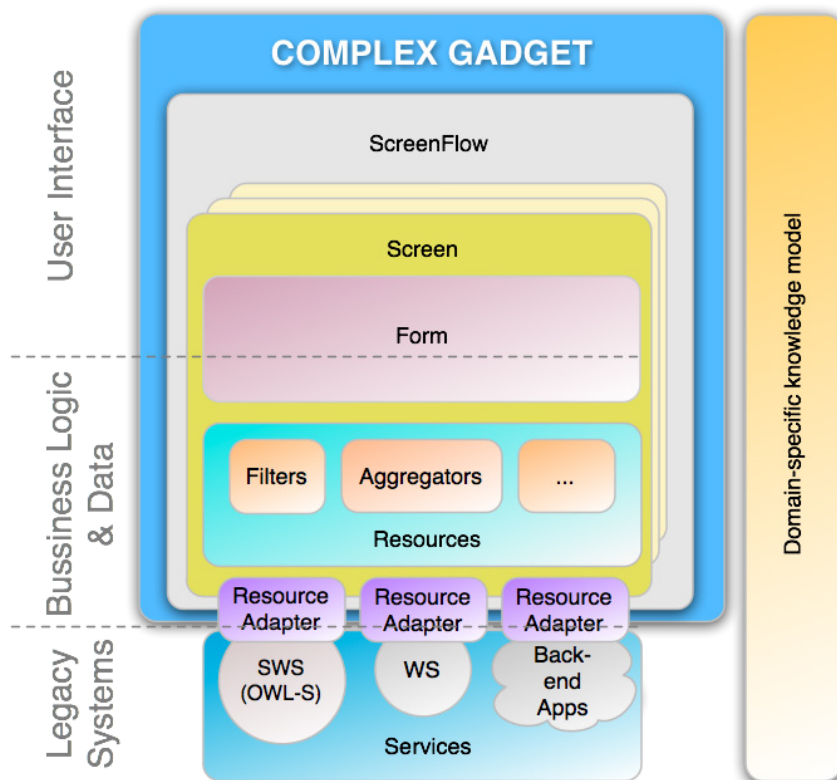 COMPLEX GADGET
ScreenFlow
Screen
Form
Filters
Aggregators
...
Resources
Resource
Adapter
Resource
Adapter
Resource
Adapter
SWS
(OWL-S)
WS
Back-
end
Apps
Services
User Interface
Bussiness Logic
& Data
Legacy
Systems
Domain-specific knowledge model